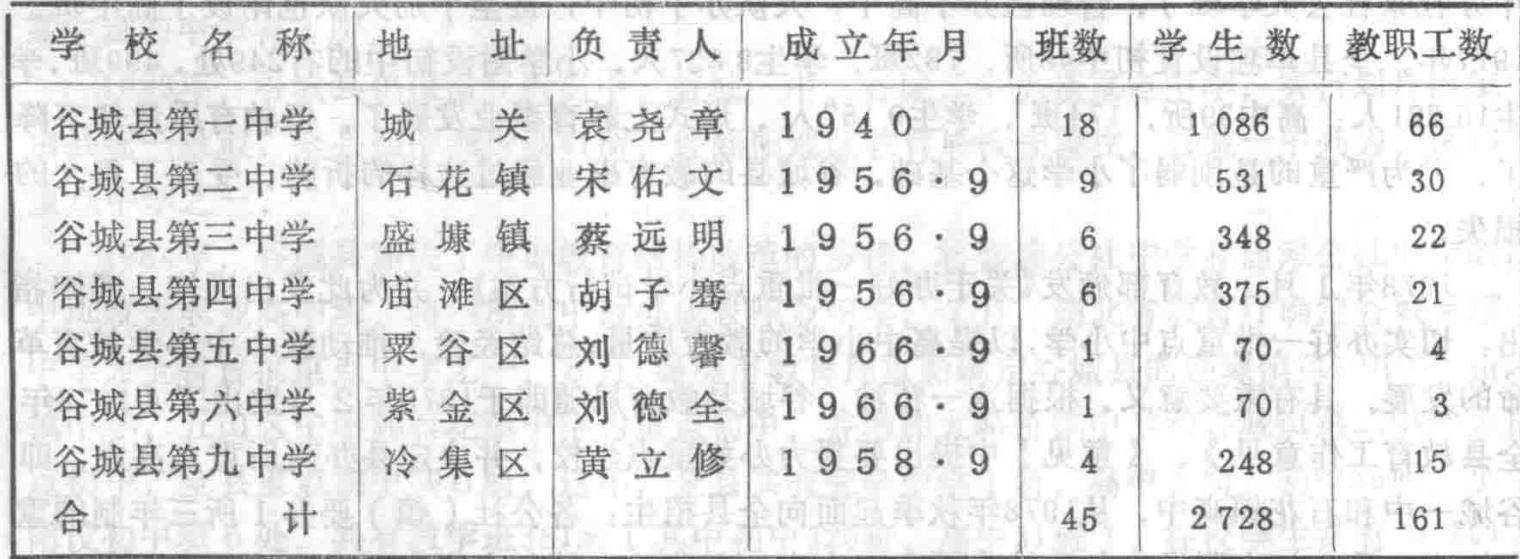 学校名称 地址 负责人 成立年月 班数 学生数 教职工数
谷城县第一中学 城关 袁尧章 1940 18 1086 66
谷城县第二中学 石花镇 宋佑文 1956·9 9 531 30
谷城县第三中学 盛塛镇 蔡远明 1956·9 6 348 22
谷城县第四中学 庙滩区 胡子骞 1956·9 6 375 21
谷城县第五中学 粟谷区 刘德馨 1966·9 1 70 4
谷城县第六中学 紫金区 刘德全 1966·9 1 70 3
谷城县第九中学 冷集区 黄立修 1958·9 4 248 15
合计 45 2728 161